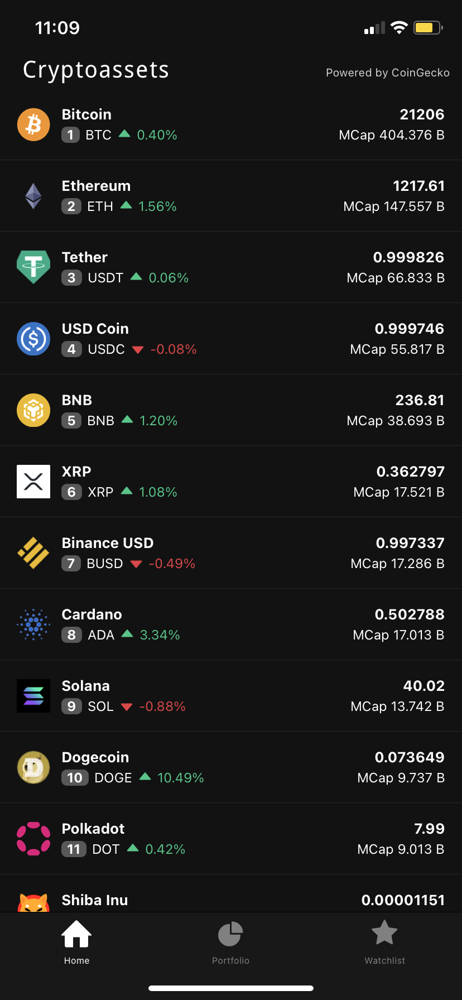 11:09
Cryptoassets
Powered by CoinGecko
Bitcoin 21206
1 BTC 0.40% MCap 404.376 B
Ethereum 1217.61
2 ETH 1.56% MCap 147.557 B
Tether 0.999826
3 USDT 0.06% MCap 66.833 B
USD Coin 0.999746
4 USDC -0.08% MCap 55.817 B
BNB 236.81
5 BNB 1.20% MCap 38.693 B
XRP 0.362797
6 XRP 1.08% MCap 17.521 B
Binance USD 0.997337
7 BUSD -0.49% MCap 17.286 B
Cardano 0.502788
8 ADA 3.34% MCap 17.013 B
Solana 40.02
9 SOL -0.88% MCap 13.742 B
Dogecoin 0.073649
10 DOGE 10.49% MCap 9.737 B
Polkadot 7.99
11 DOT 0.42% MCap 9.013 B
Shiba Inu 0.00001151
Home Portfolio Watchlist